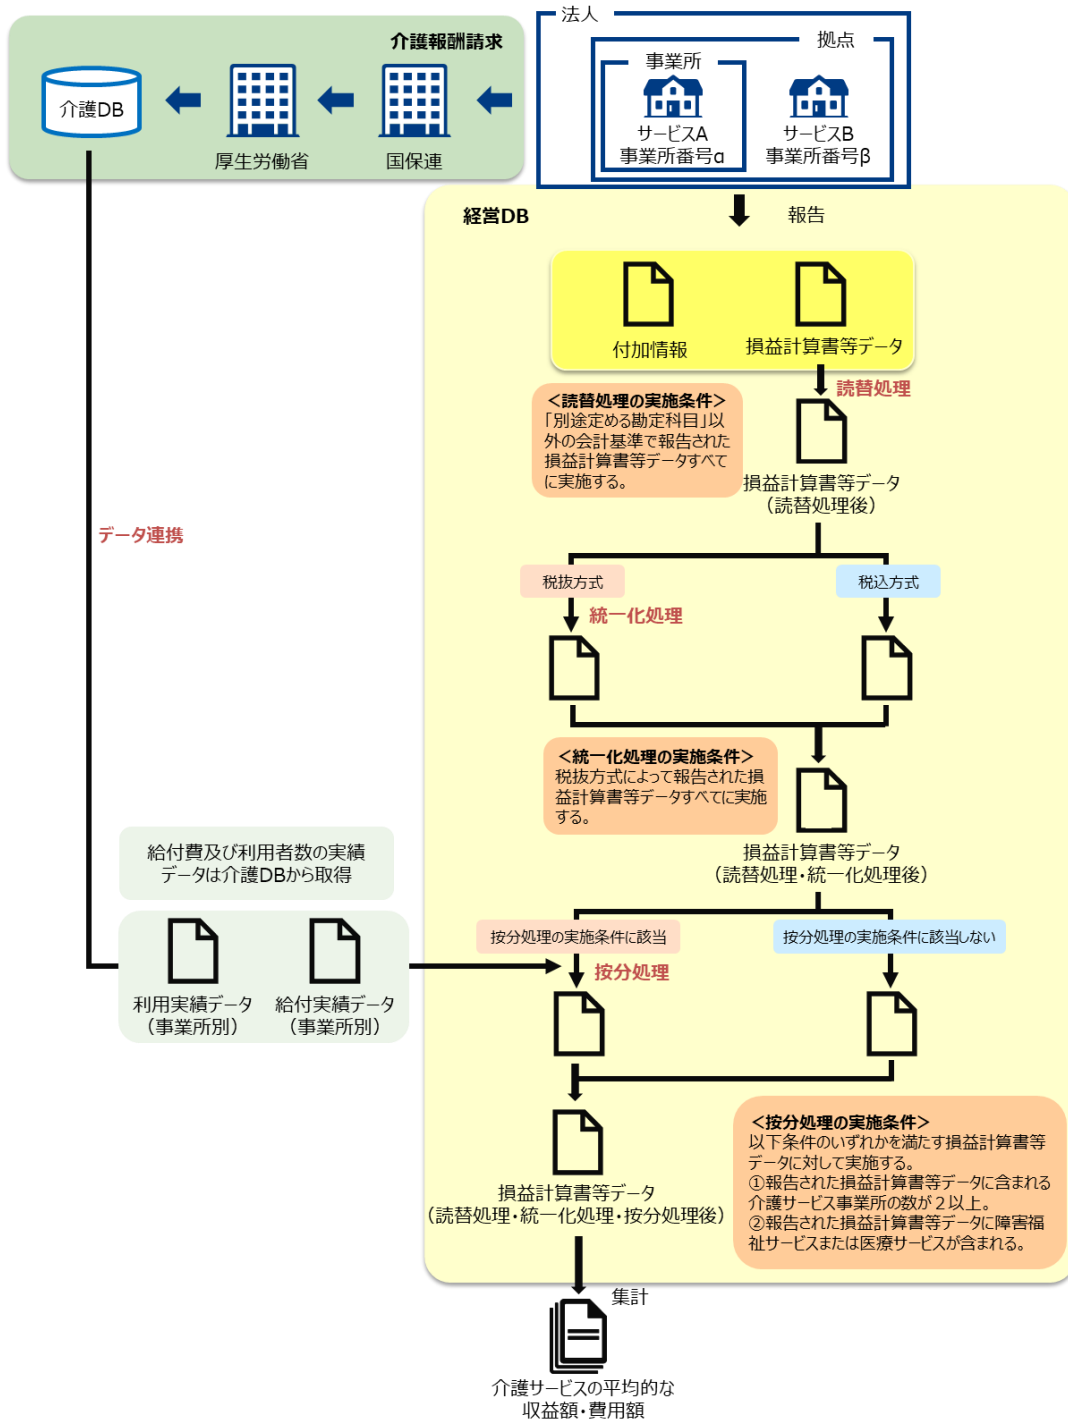 法人
介護報酬請求
拠点
事業所
介護DB
サービスA
事業所番号α
サービスB
事業所番号β
厚生労働省
国保連
経営DB
報告
付加情報
損益計算書等データ
読替処理
＜読替処理の実施条件＞
「別途定める勘定科目」以
外の会計基準で報告された
損益計算書等データすべて
に実施する。
損益計算書等データ
（読替処理後）
データ連携
税抜方式
税込方式
統一化処理
＜統一化処理の実施条件＞
税抜方式によって報告された損
益計算書等データすべてに実施
する。
損益計算書等データ
（読替処理・統一化処理後）
給付費及び利用者数の実績
データは介護DBから取得
按分処理の実施条件に該当
按分処理の実施条件に該当しない
按分処理
利用実績データ
（事業所別）
給付実績データ
（事業所別）
＜按分処理の実施条件＞
以下条件のいずれかを満たす損益計算書等
データに対して実施する。
①報告された損益計算書等データに含まれる
介護サービス事業所の数が２以上。
②報告された損益計算書等データに障害福
祉サービスまたは医療サービスが含まれる。
損益計算書等データ
（読替処理・統一化処理・按分処理後）
集計
介護サービスの平均的な
収益額・費用額